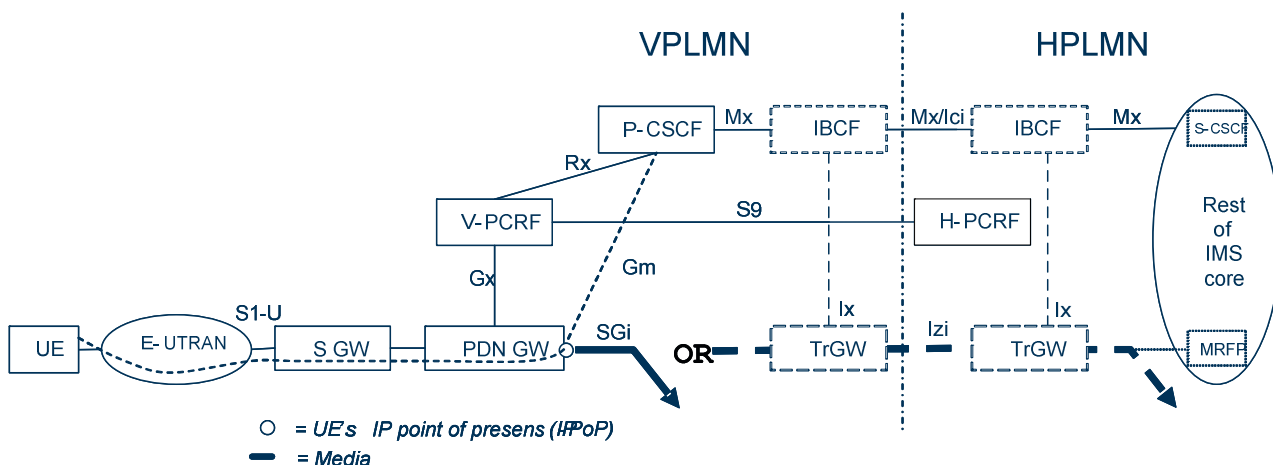 VPLMN
HPLMN
P-CSCF
Mx
IBCF
Mx/Ici
IBCF
Mx
S-CSCF
Rx
V-PCRF
S9
H-PCRF
Rest
of
IMS
core
Gx
Gm
S1-U
Ix
Ix
UE
E-UTRAN
S GW
PDN GW
SGi
OR
TrGW
Izi
TrGW
MRFP
= UE's IP point of presens (IPPoP)
= Media